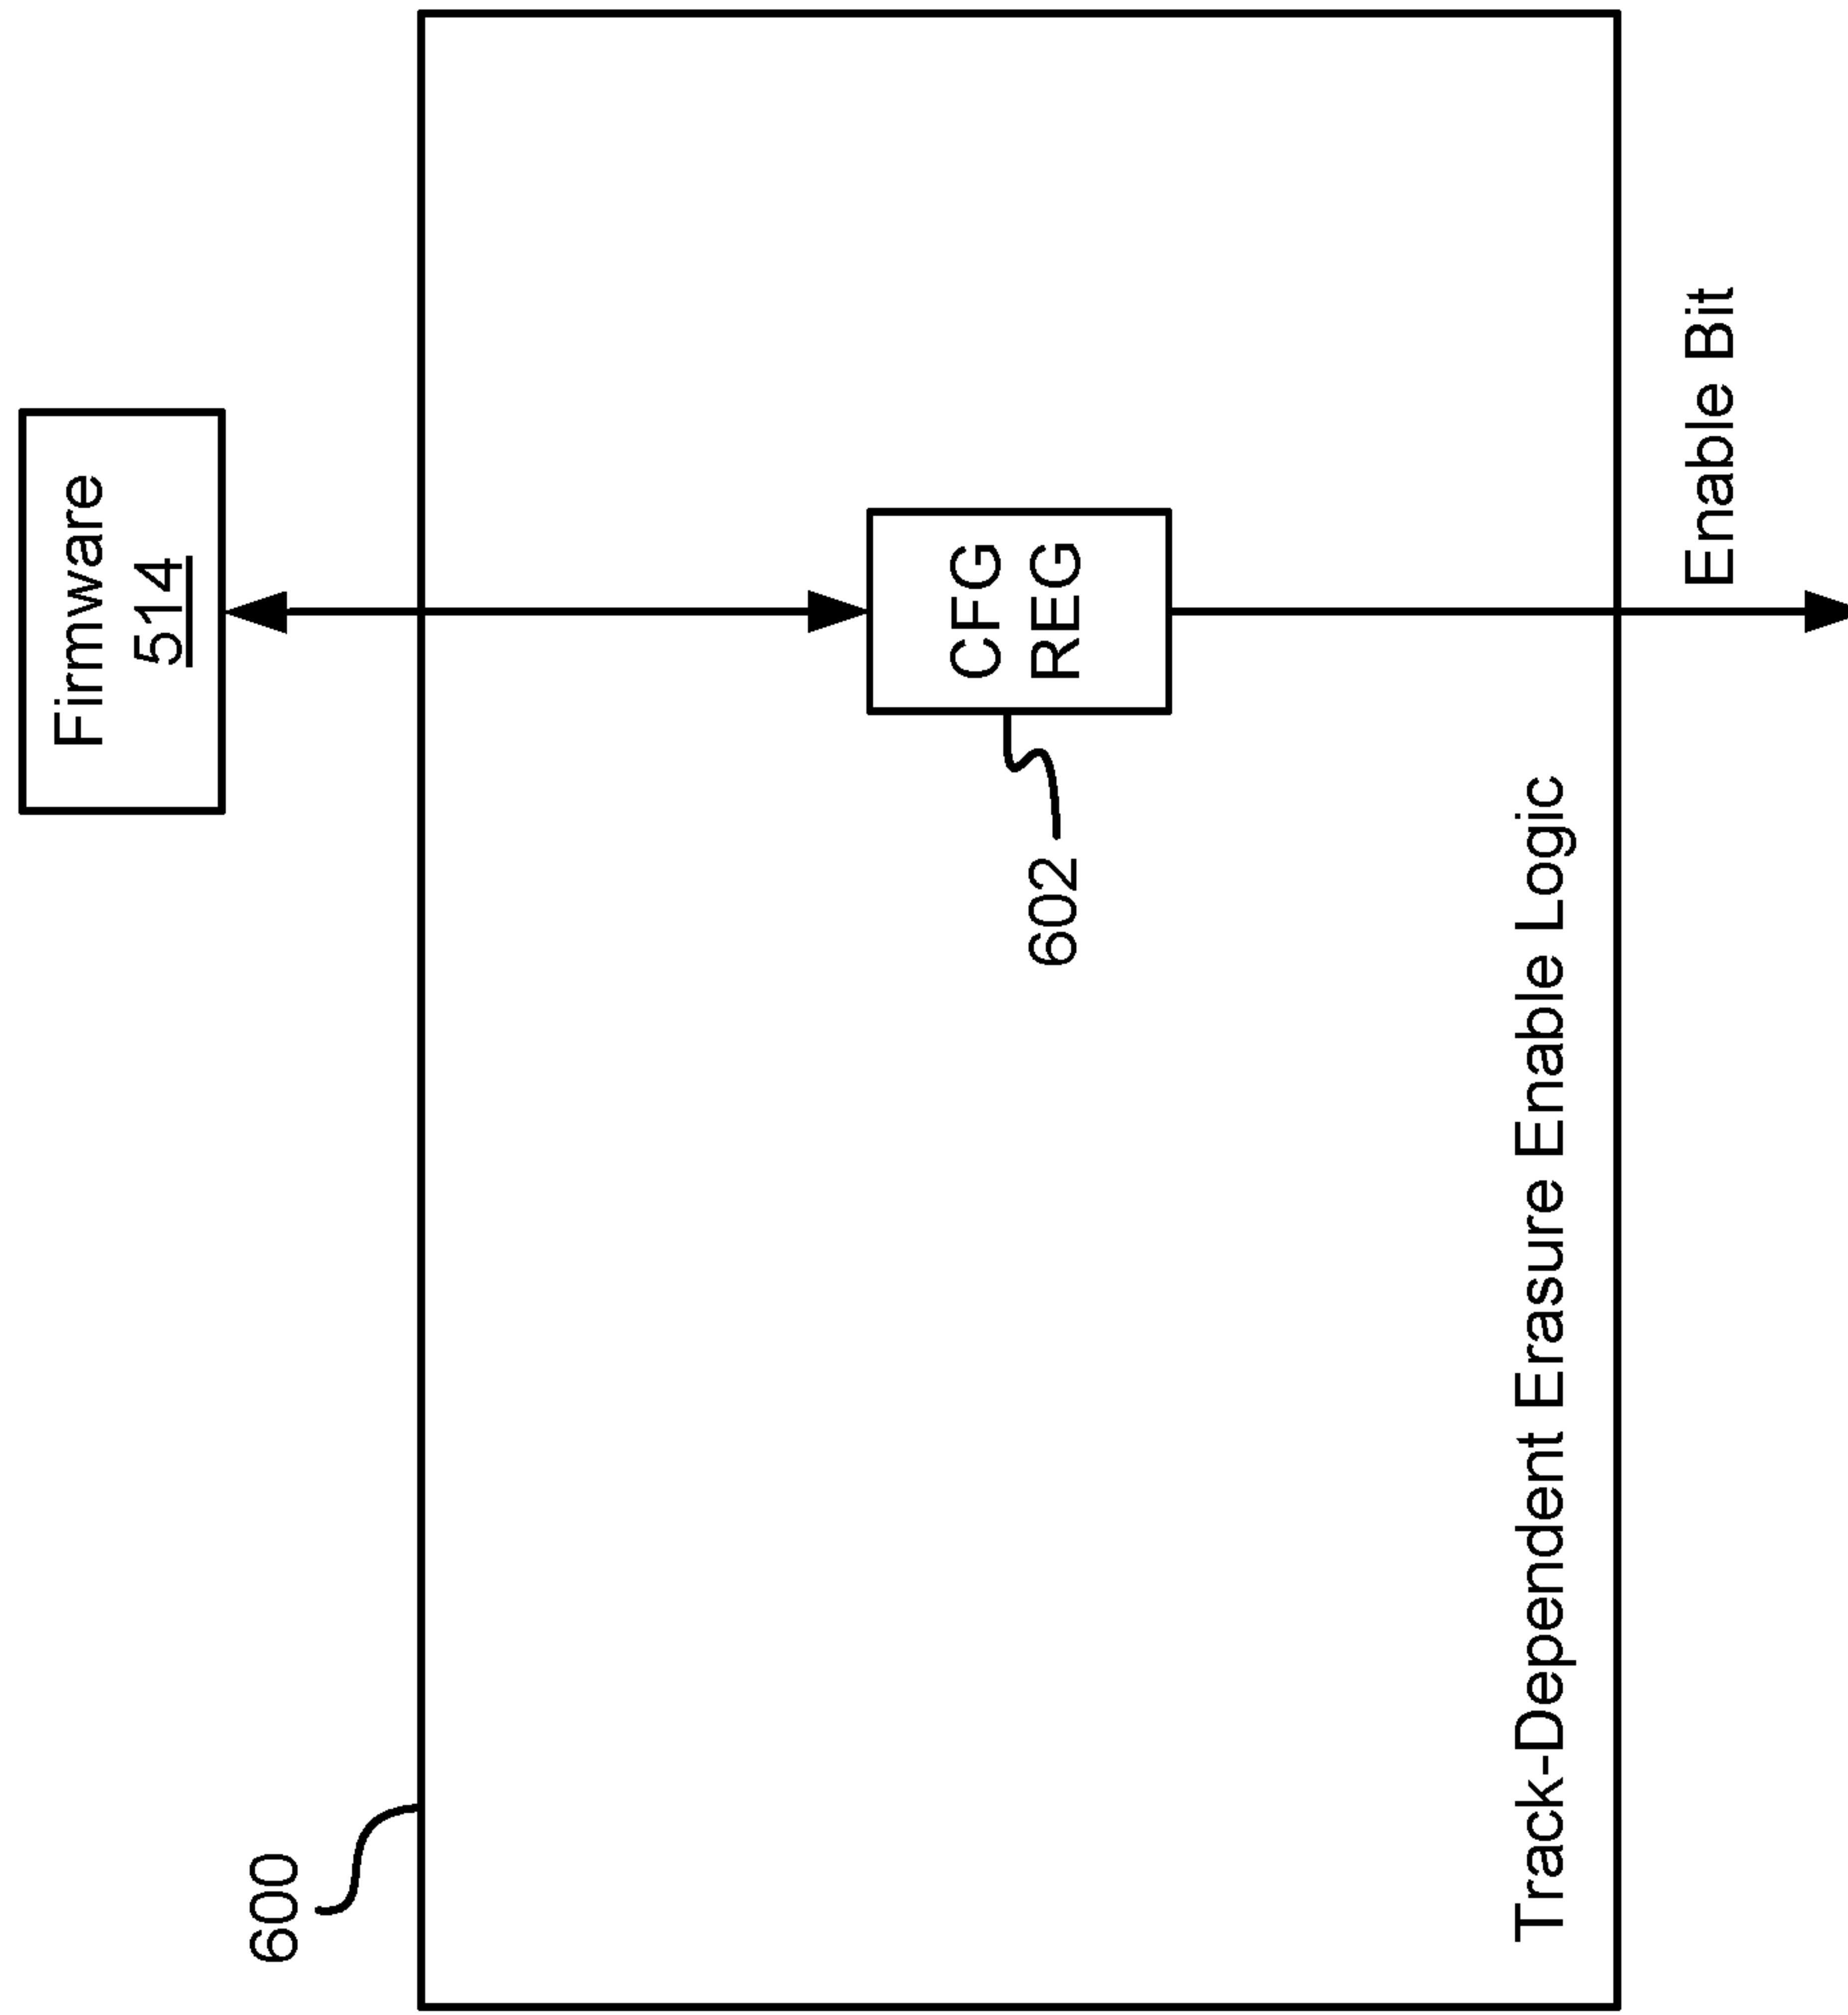 Firmware
514
600
CFG
REG
602
Track-Dependent Erasure Enable Logic
Enable Bit